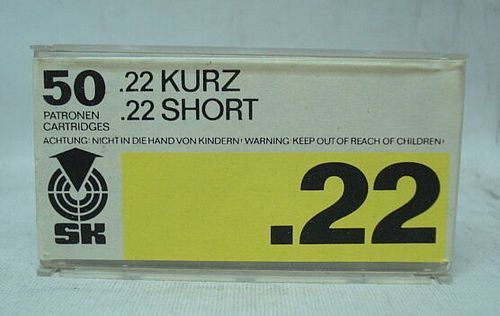 50
.22 KURZ
.22 SHORT
PATRONEN
CARTRIDGES
ACHTUNG! NICHT IN DIE HAND VON KINDERN! WARNING: KEEP OUT OF REACH OF CHILDREN!
SK
.22